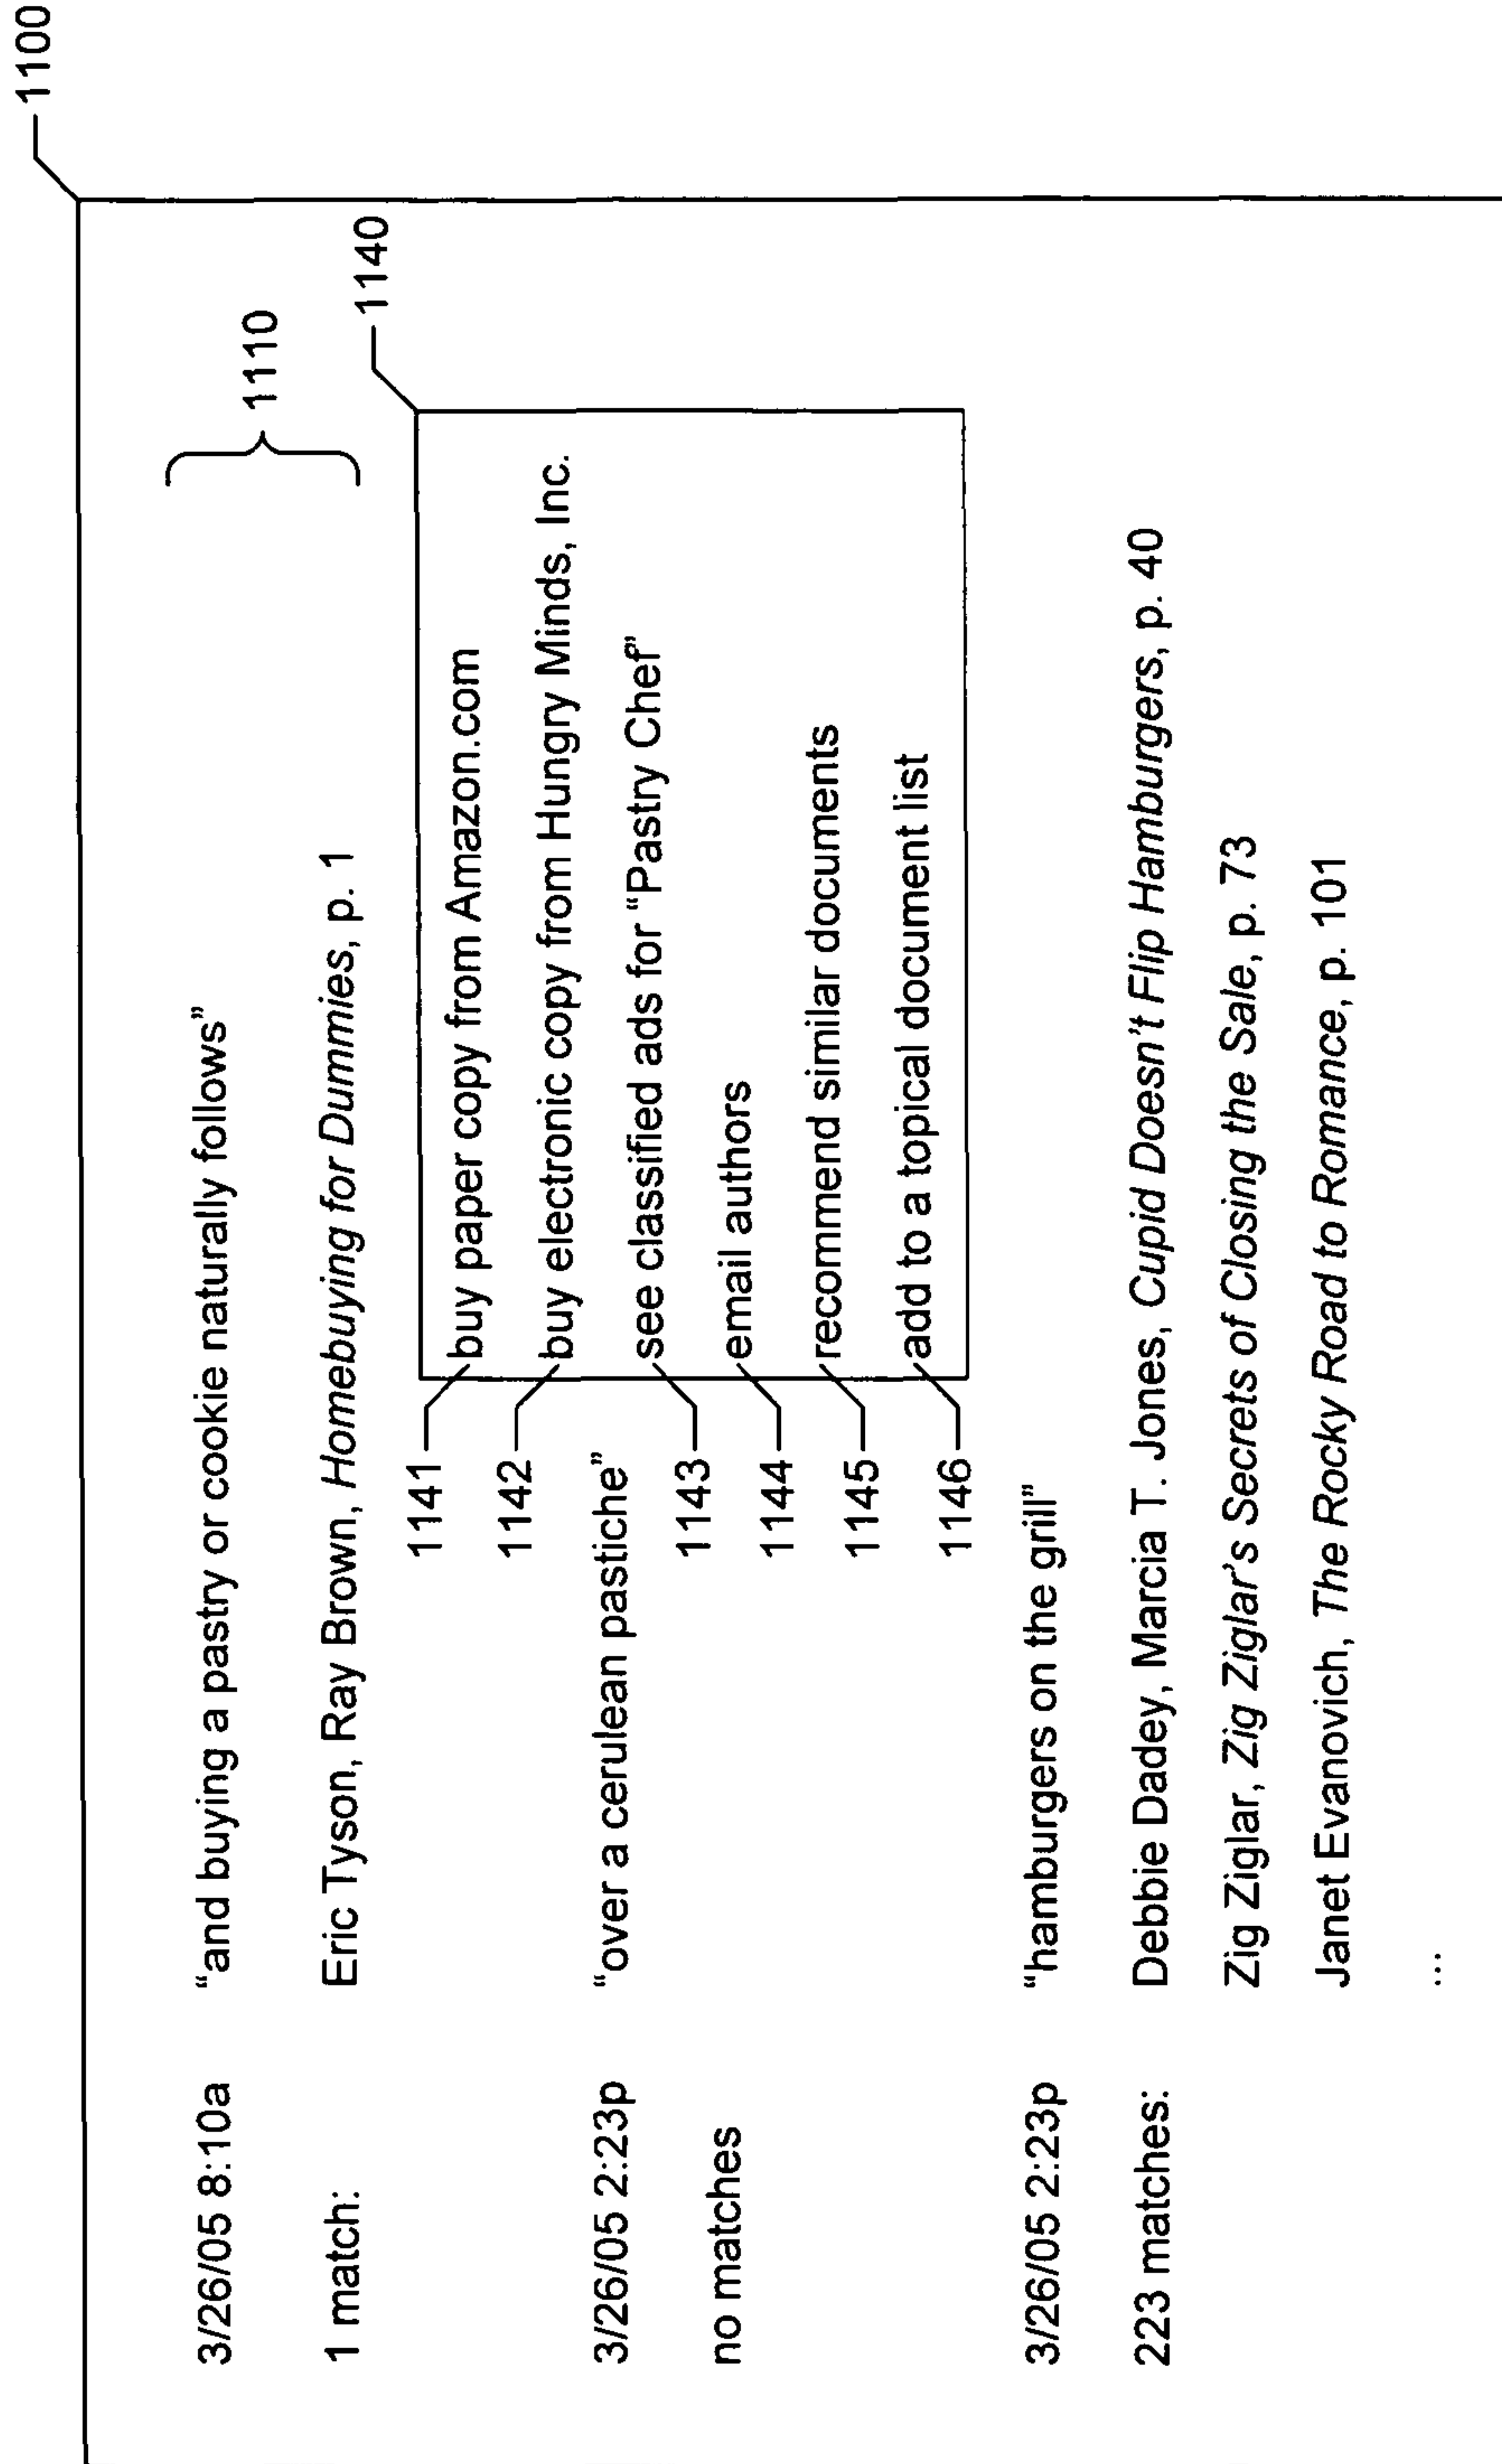 1100
3/26/05 8:10a “and buying a pastry or cookie naturally follows”
1110
1 match: Eric Tyson, Ray Brown, Homebuying for Dummies, p. 1
1140
1141 buy paper copy from Amazon.com
1142 buy electronic copy from Hungry Minds, Inc.
3/26/05 2:23p “over a cerulean pastiche”
1143 see classified ads for “Pastry Chef”
no matches
1144 email authors
1145 recommend similar documents
1146 add to a topical document list
3/26/05 2:23p “hamburgers on the grill”
223 matches: Debbie Dadey, Marcia T. Jones, Cupid Doesn’t Flip Hamburgers, p. 40
Zig Ziglar, Zig Ziglar’s Secrets of Closing the Sale, p. 73
Janet Evanovich, The Rocky Road to Romance, p. 101
...